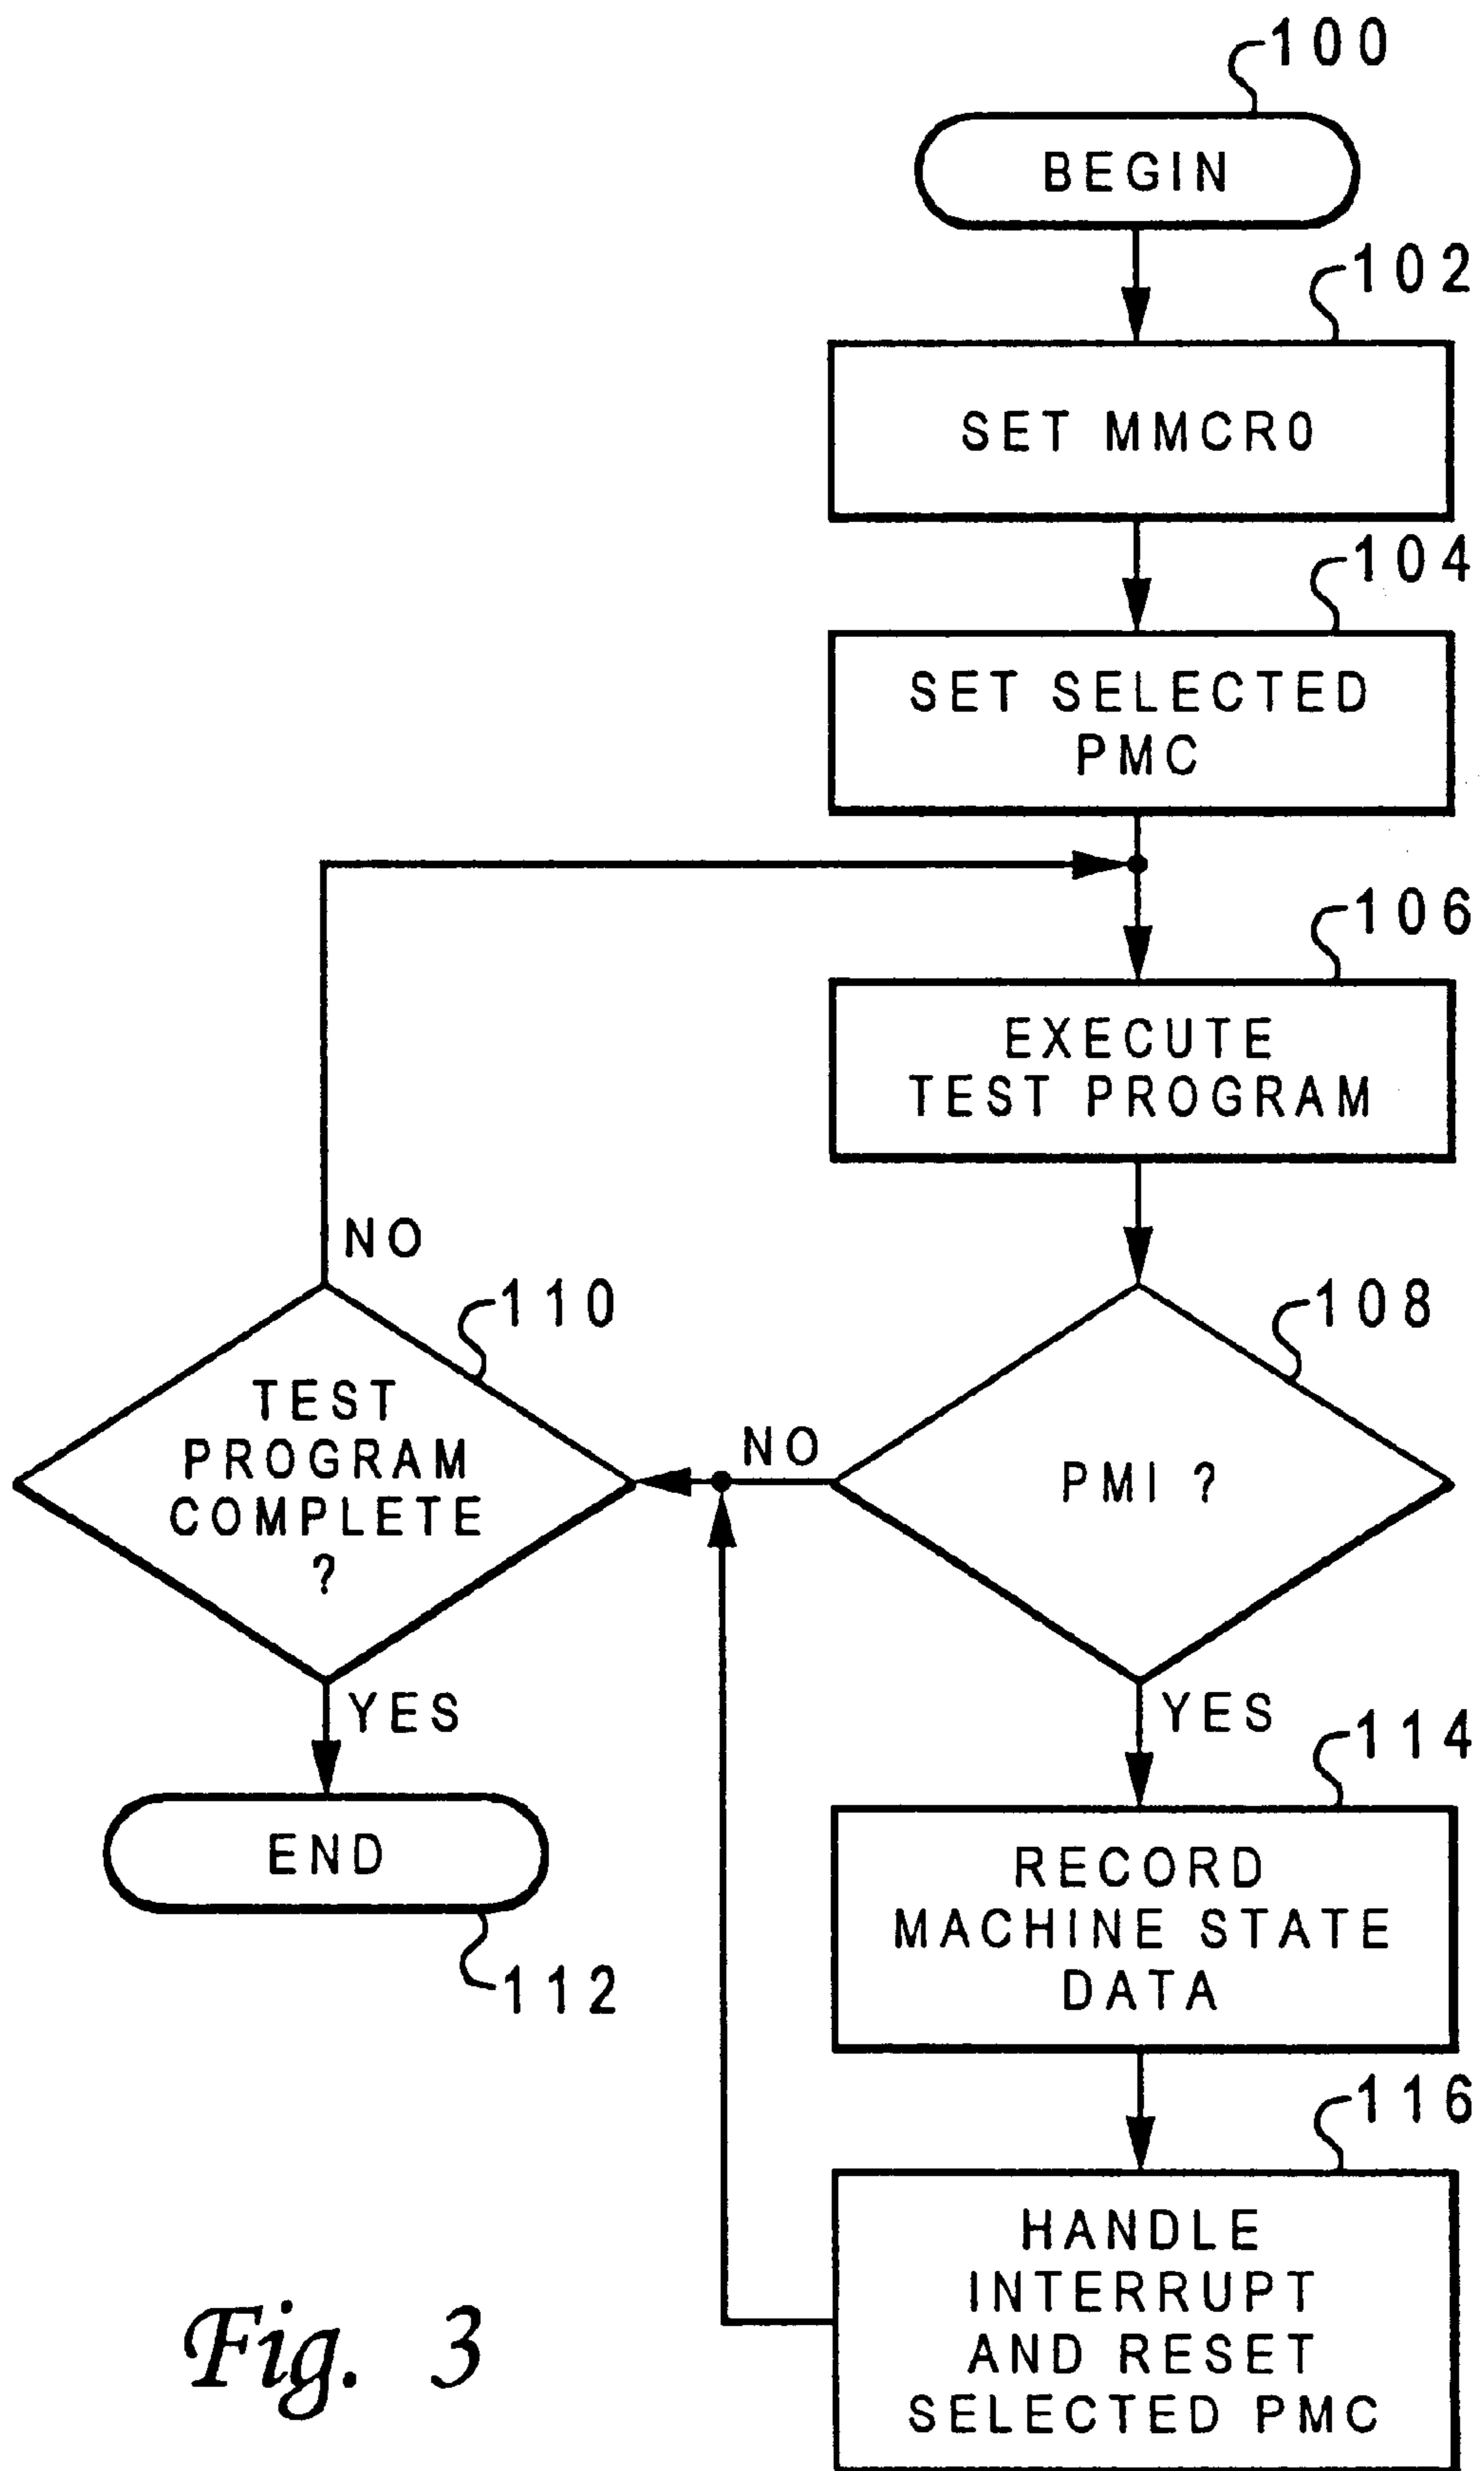 100
BEGIN
102
SET MMCR0
104
SET SELECTED
PMC
106
EXECUTE
TEST PROGRAM
NO
110
108
TEST
PROGRAM
COMPLETE
?
NO
PMI ?
YES
YES
114
END
112
RECORD
MACHINE STATE
DATA
116
HANDLE
INTERRUPT
AND RESET
SELECTED PMC
Fig. 3